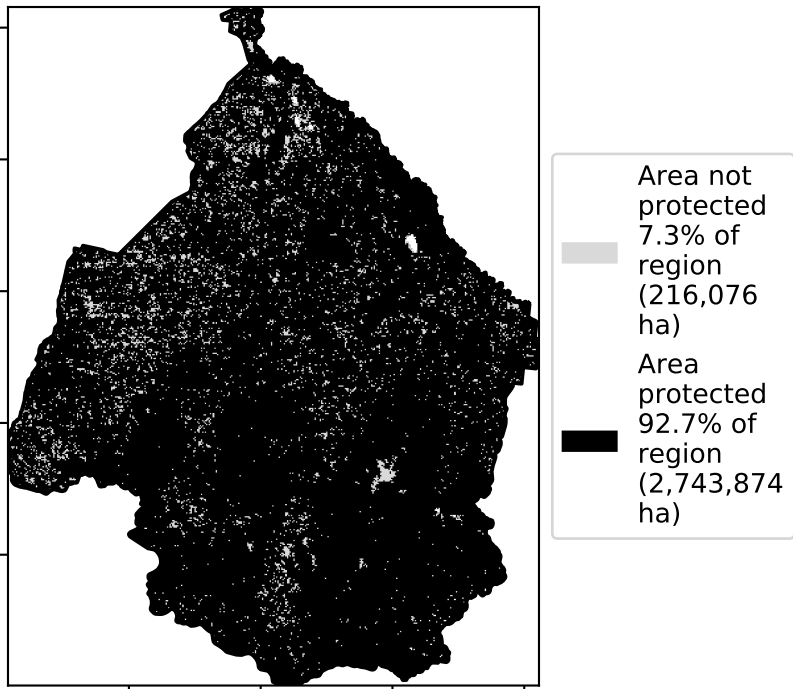 Area not
protected
7.3% of
region
(216,076
ha)
Area
protected
92.7% of
region
(2,743,874
ha)